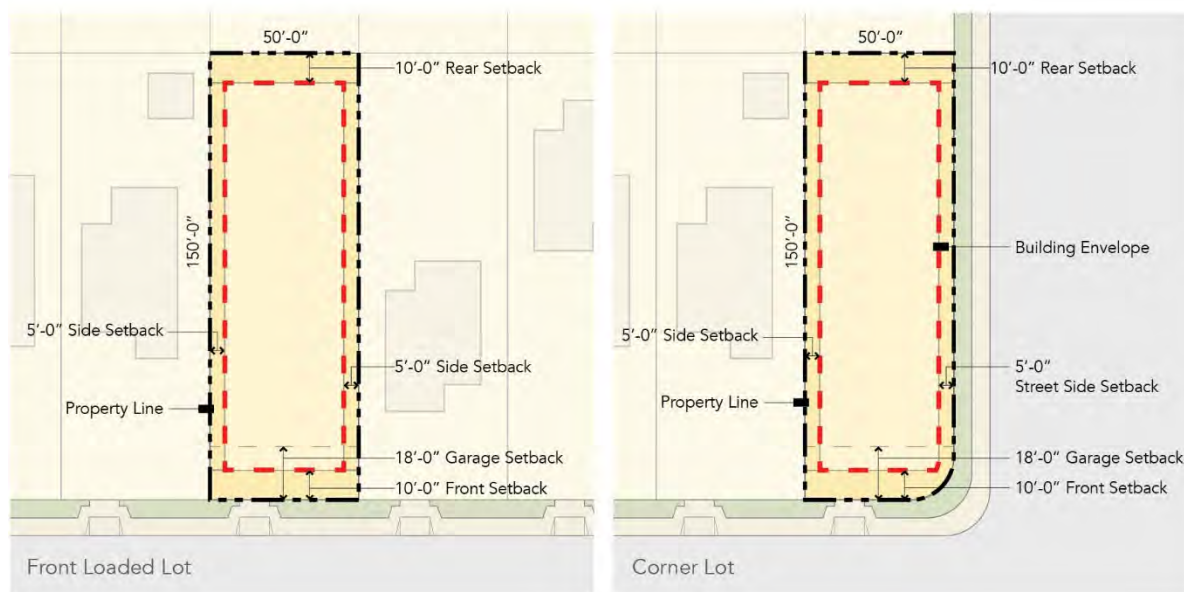 50'-0"
10'-0" Rear Setback
150'-0"
5'-0" Side Setback
5'-0" Side Setback
Property Line
18'-0" Garage Setback
10'-0" Front Setback
Front Loaded Lot
50'-0"
10'-0" Rear Setback
150'-0"
Building Envelope
5'-0" Side Setback
5'-0"
Street Side Setback
Property Line
18'-0" Garage Setback
10'-0" Front Setback
Corner Lot